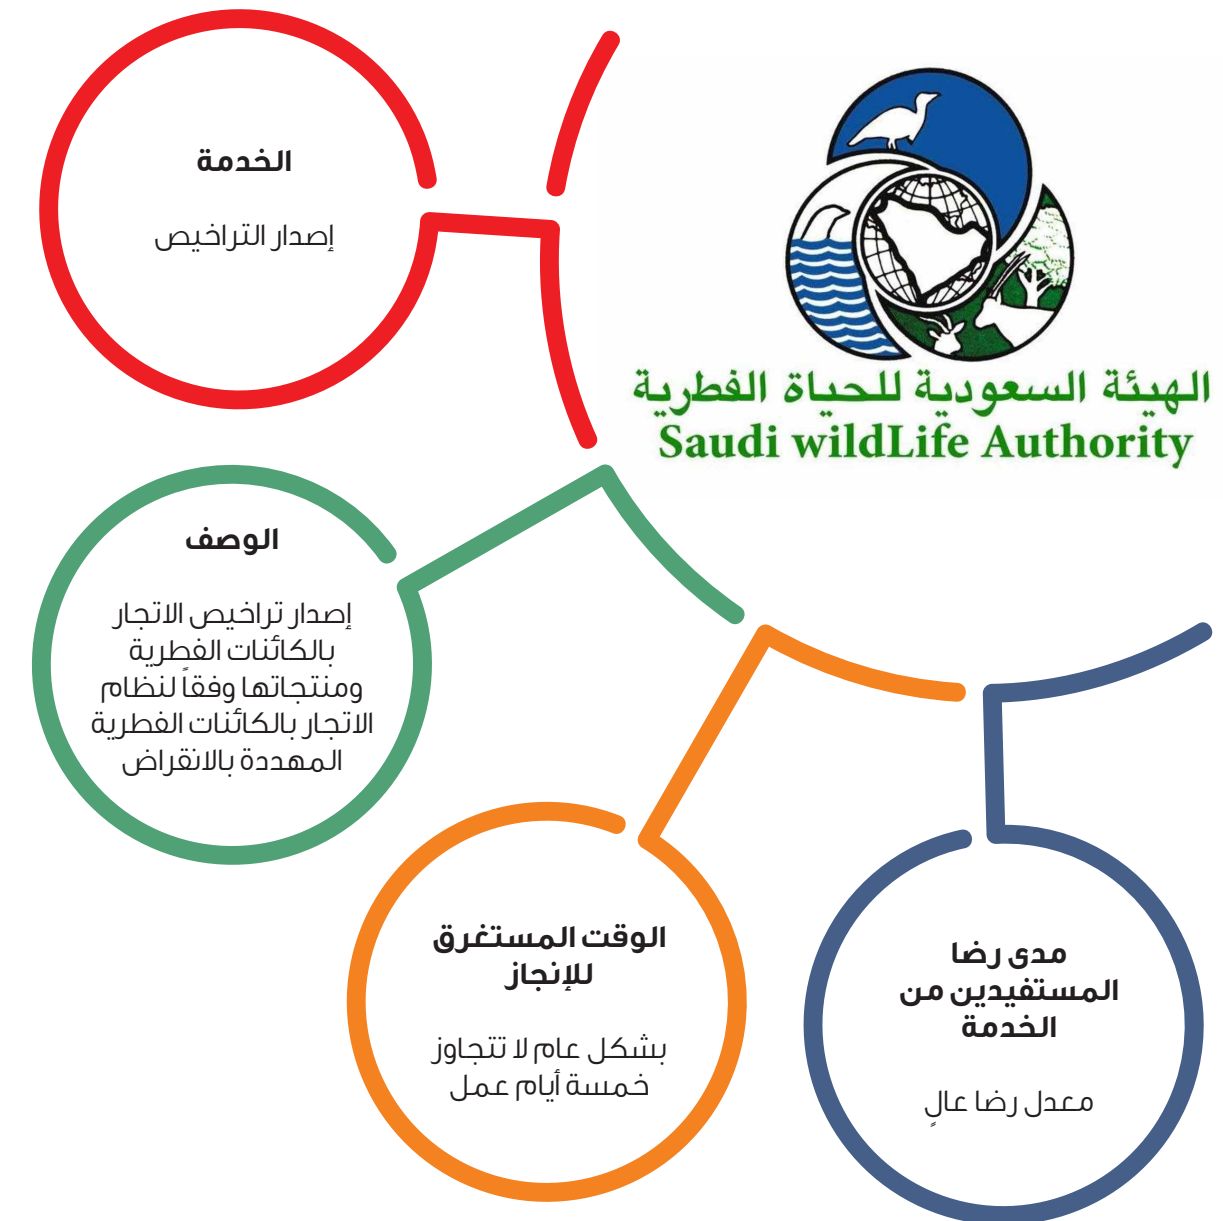 الهيئة السعودية للحياة الفطرية
Saudi wildLife Authority
الخدمة
إصدار التراخيص
الوصف
إصدار تراخيص الاتجار
بالكائنات الفطرية
ومنتجاتها وفقاً لنظام
الاتجار بالكائنات الفطرية
المهددة بالانقراض
الوقت المستغرق
للإنجاز
بشكل عام لا تتجاوز
خمسة أيام عمل
مدى رضا
المستفيدين من
الخدمة
معدل رضا عالٍ